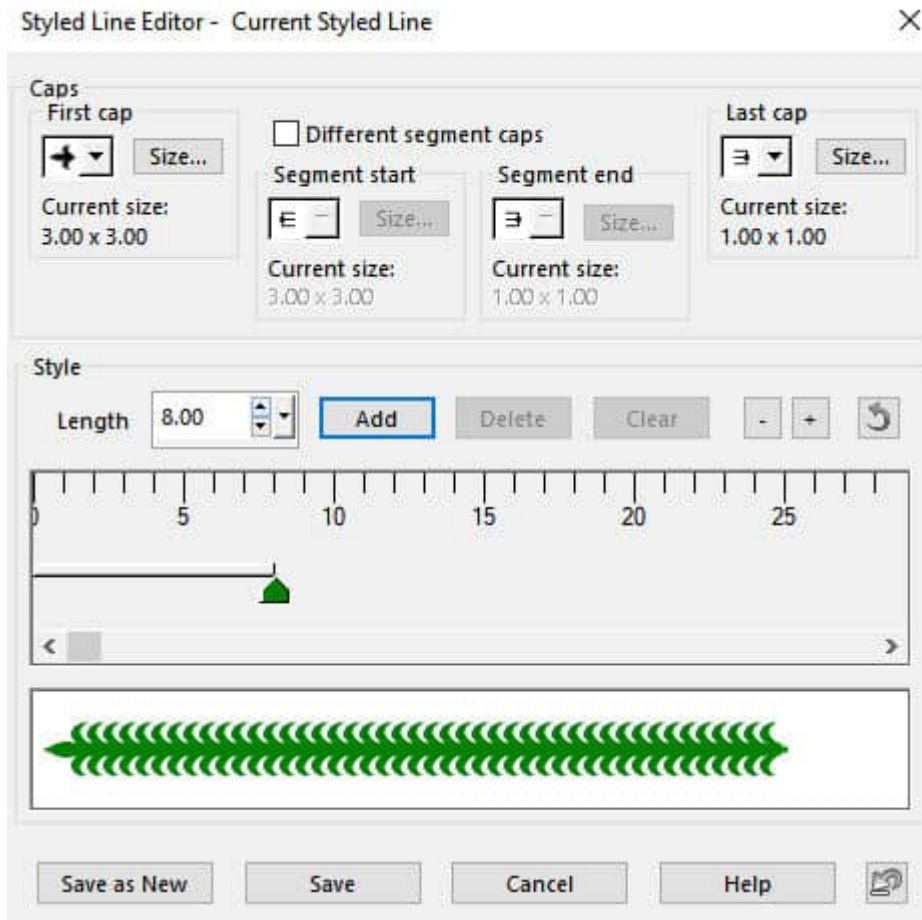 Styled Line Editor - Current Styled Line
Caps
First cap
Size...
Current size:
3.00 x 3.00
Different segment caps
Segment start
Size...
Current size:
3.00 x 3.00
Segment end
Size...
Current size:
1.00 x 1.00
Last cap
Size...
Current size:
1.00 x 1.00
Style
Length 8.00 Add Delete Clear - +
0 5 10 15 20 25
Save as New Save Cancel Help